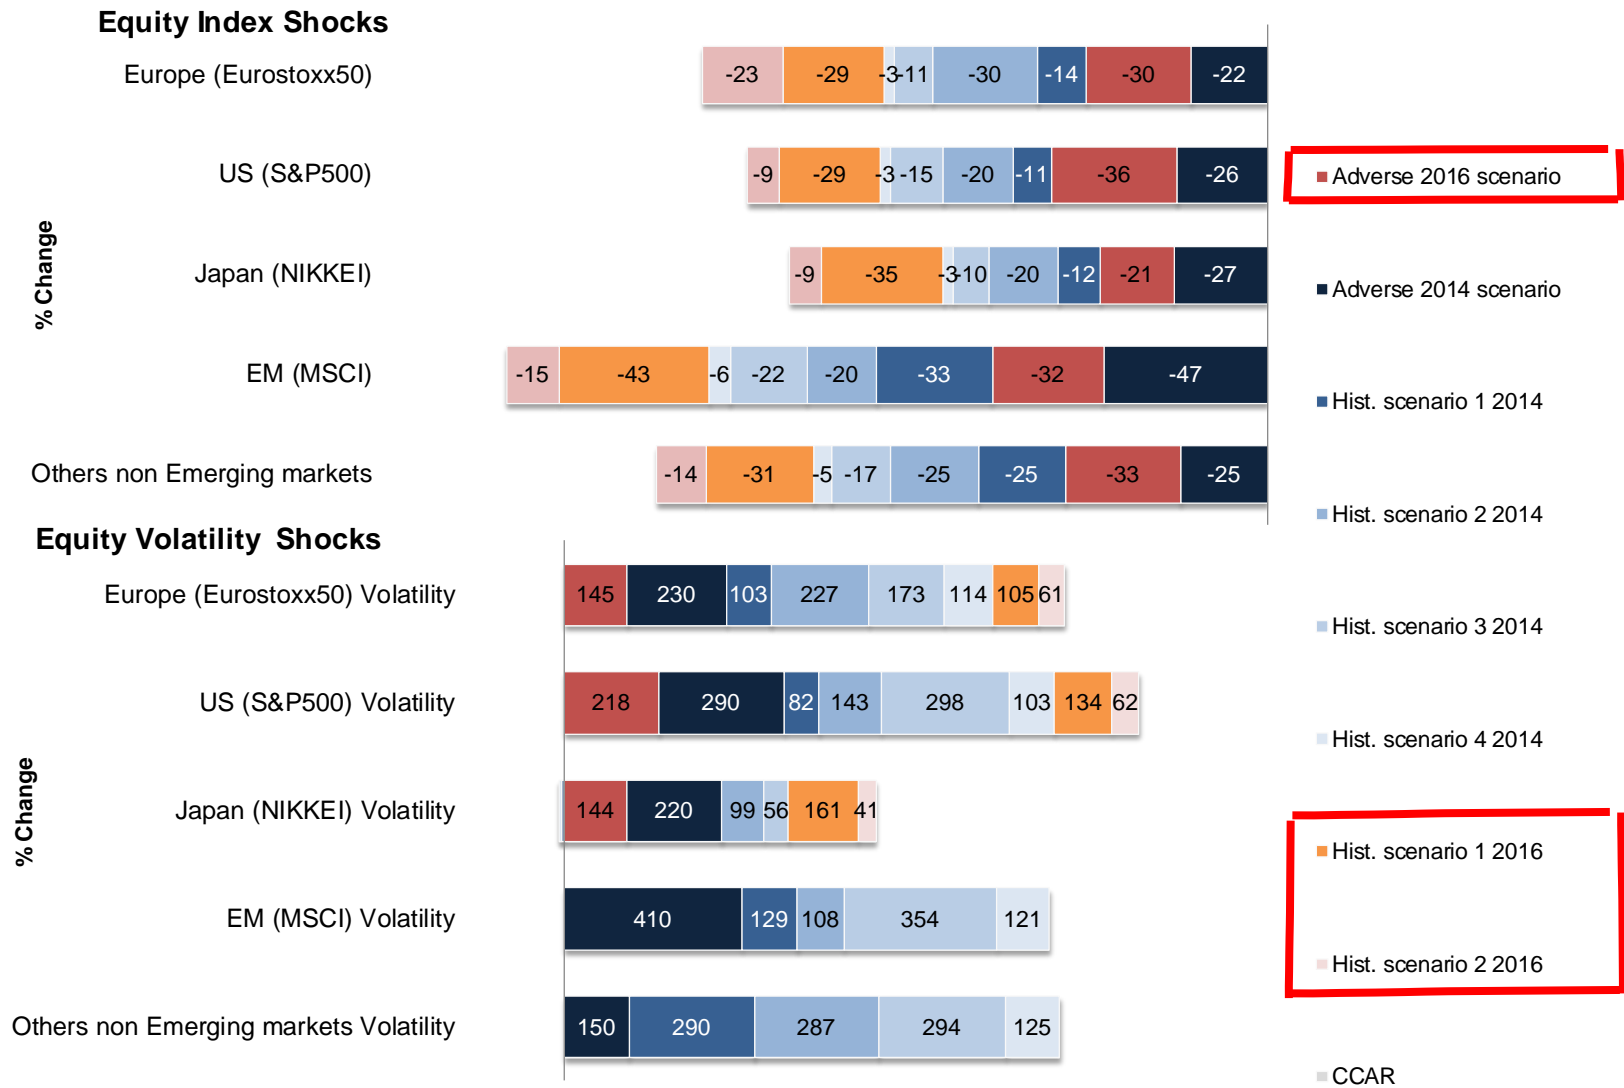 Equity Index Shocks
Europe (Eurostoxx50) -23 -29 -3 -11 -30 -14 -30 -22
US (S&P500) -9 -29 -3 -15 -20 -11 -36 -26
Adverse 2016 scenario
% Change
Japan (NIKKEI) -9 -35 -3 -10 -20 -12 -21 -27
Adverse 2014 scenario
EM (MSCI) -15 -43 -6 -22 -20 -33 -32 -47
Hist. scenario 1 2014
Others non Emerging markets -14 -31 -5 -17 -25 -25 -33 -25
Hist. scenario 2 2014
Equity Volatility Shocks
Europe (Eurostoxx50) Volatility 145 230 103 227 173 114 105 61
Hist. scenario 3 2014
US (S&P500) Volatility 218 290 82 143 298 103 134 62
Hist. scenario 4 2014
% Change
Japan (NIKKEI) Volatility 144 220 99 56 161 41
Hist. scenario 1 2016
EM (MSCI) Volatility 410 129 108 354 121
Hist. scenario 2 2016
Others non Emerging markets Volatility 150 290 287 294 125
CCAR